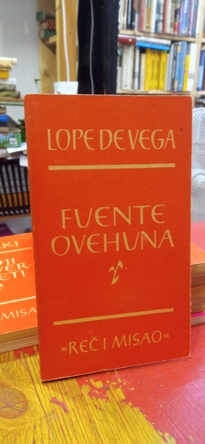 LOPE DE VEGA
FUENTE
OVEHUNA
»REČ I MISAO«